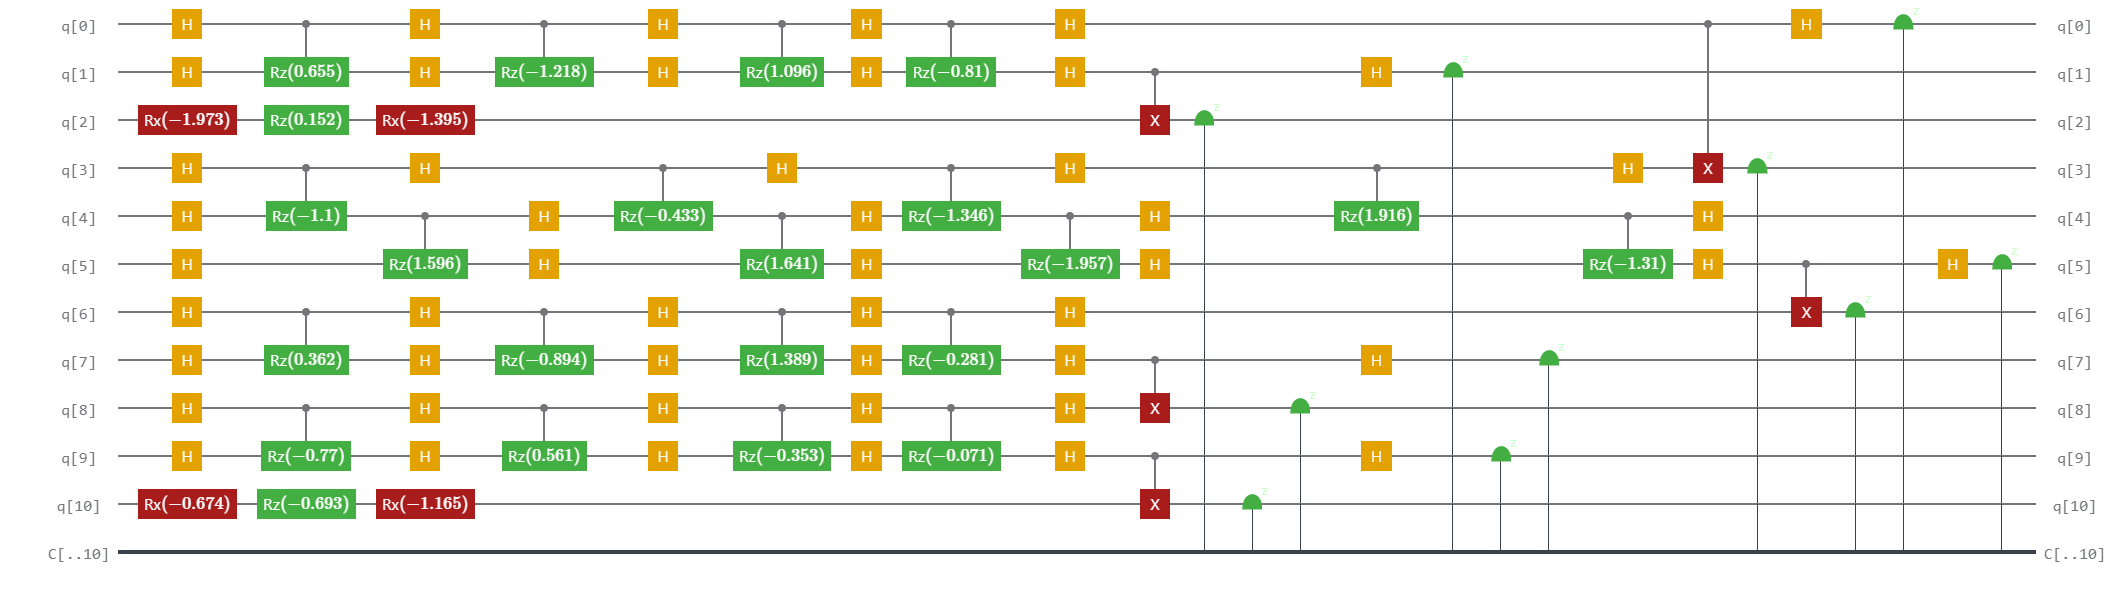 q[0] H H H H H H z q[0]
q[1] H Rz(0.655) H Rz(−1.218) H Rz(1.096) H Rz(−0.81) H H z q[1]
q[2] Rx(−1.973) Rz(0.152) Rx(−1.395) X z q[2]
q[3] H H H H H X z q[3]
q[4] H Rz(−1.1) H Rz(−0.433) H Rz(−1.346) H Rz(1.916) H q[4]
q[5] H Rz(1.596) H Rz(1.641) H Rz(−1.957) H Rz(−1.31) H H z q[5]
q[6] H H H H H X z q[6]
q[7] H Rz(0.362) H Rz(−0.894) H Rz(1.389) H Rz(−0.281) H H z q[7]
q[8] H H H H H X z q[8]
q[9] H Rz(−0.77) H Rz(0.561) H Rz(−0.353) H Rz(−0.071) H H z q[9]
q[10] Rx(−0.674) Rz(−0.693) Rx(−1.165) X z q[10]
C[..10] C[..10]